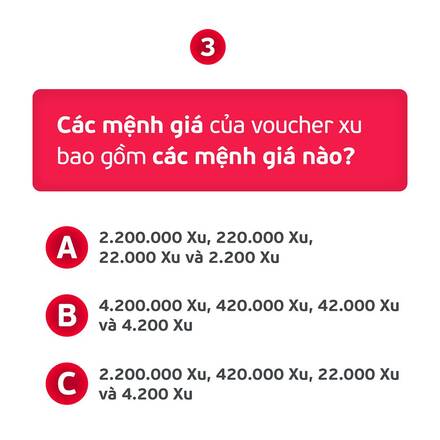 3
Các mệnh giá của voucher xu
bao gồm các mệnh giá nào?
A
2.200.000 Xu, 220.000 Xu,
22.000 Xu và 2.200 Xu
B
4.200.000 Xu, 420.000 Xu, 42.000 Xu
và 4.200 Xu
C
2.200.000 Xu, 420.000 Xu, 22.000 Xu
và 4.200 Xu